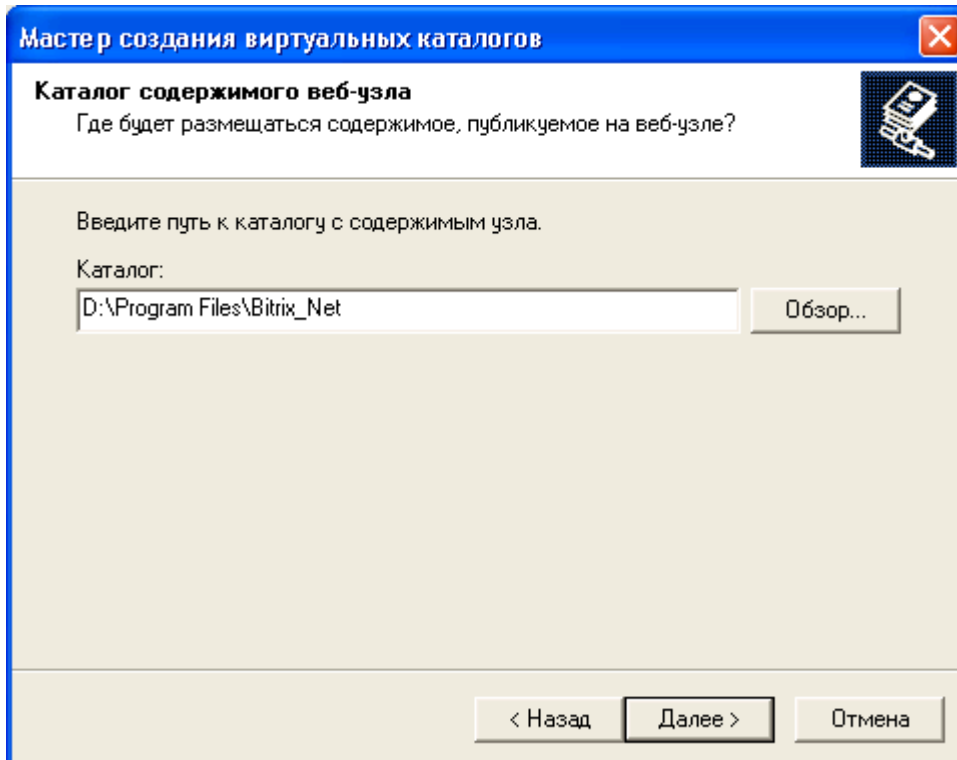 Мастер создания виртуальных каталогов
Каталог содержимого веб-узла
Где будет размещаться содержимое, публикуемое на веб-узле?
Введите путь к каталогу с содержимым узла.
Каталог:
D:\Program Files\Bitrix_Net
Обзор...
< Назад
Далее >
Отмена